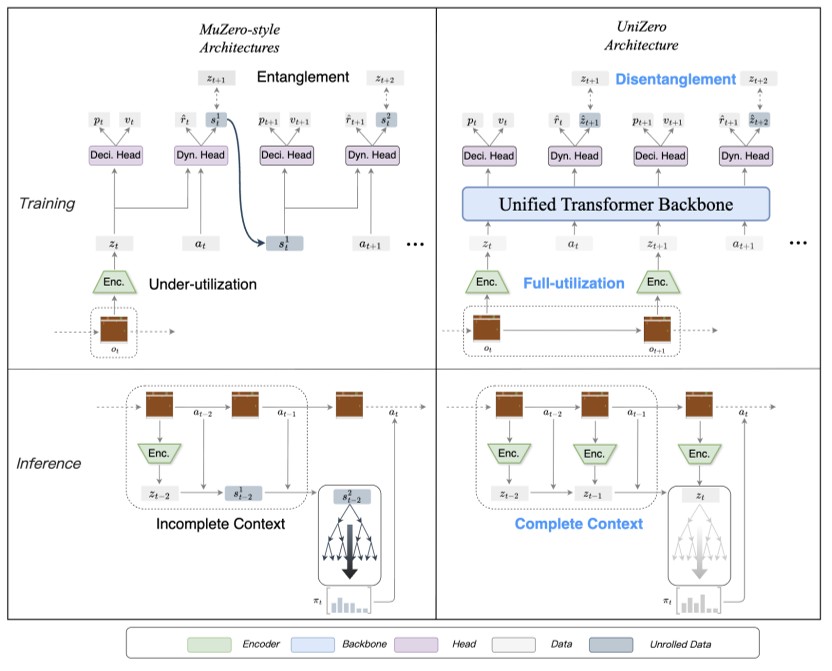 MuZero-style
Architectures
z_{t+1} Entanglement z_{t+2}
p_t v_t r̂_t s_t^1 p_{t+1} v_{t+1} r̂_{t+1} s_t^2
Deci. Head Dyn. Head Deci. Head Dyn. Head
Training
z_t a_t s_t^1 a_{t+1} •••
Enc.
Under-utilization
o_t
UniZero
Architecture
z_{t+1} Disentanglement z_{t+2}
p_t v_t r̂_t ẑ_{t+1} p_{t+1} v_{t+1} r̂_{t+1} ẑ_{t+2}
Deci. Head Dyn. Head Deci. Head Dyn. Head
Unified Transformer Backbone
z_t a_t z_{t+1} a_{t+1} •••
Enc. Full-utilization Enc.
o_t o_{t+1}
Inference
a_{t-2} a_{t-1} a_t
Enc.
z_{t-2} s_{t-2}^1 s_{t-2}^2
Incomplete Context
π_t
a_{t-2} a_{t-1} a_t
Enc. Enc. Enc.
z_{t-2} z_{t-1} z_t
Complete Context
π_t
Encoder Backbone Head Data Unrolled Data